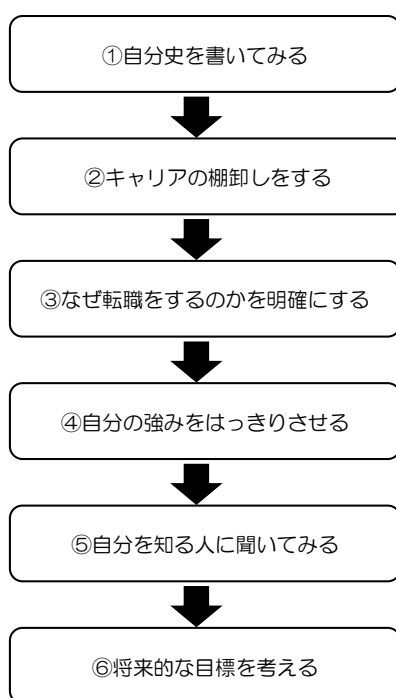 ①自分史を書いてみる
②キャリアの棚卸しをする
③なぜ転職をするのかを明確にする
④自分の強みをはっきりさせる
⑤自分を知る人に聞いてみる
⑥将来的な目標を考える